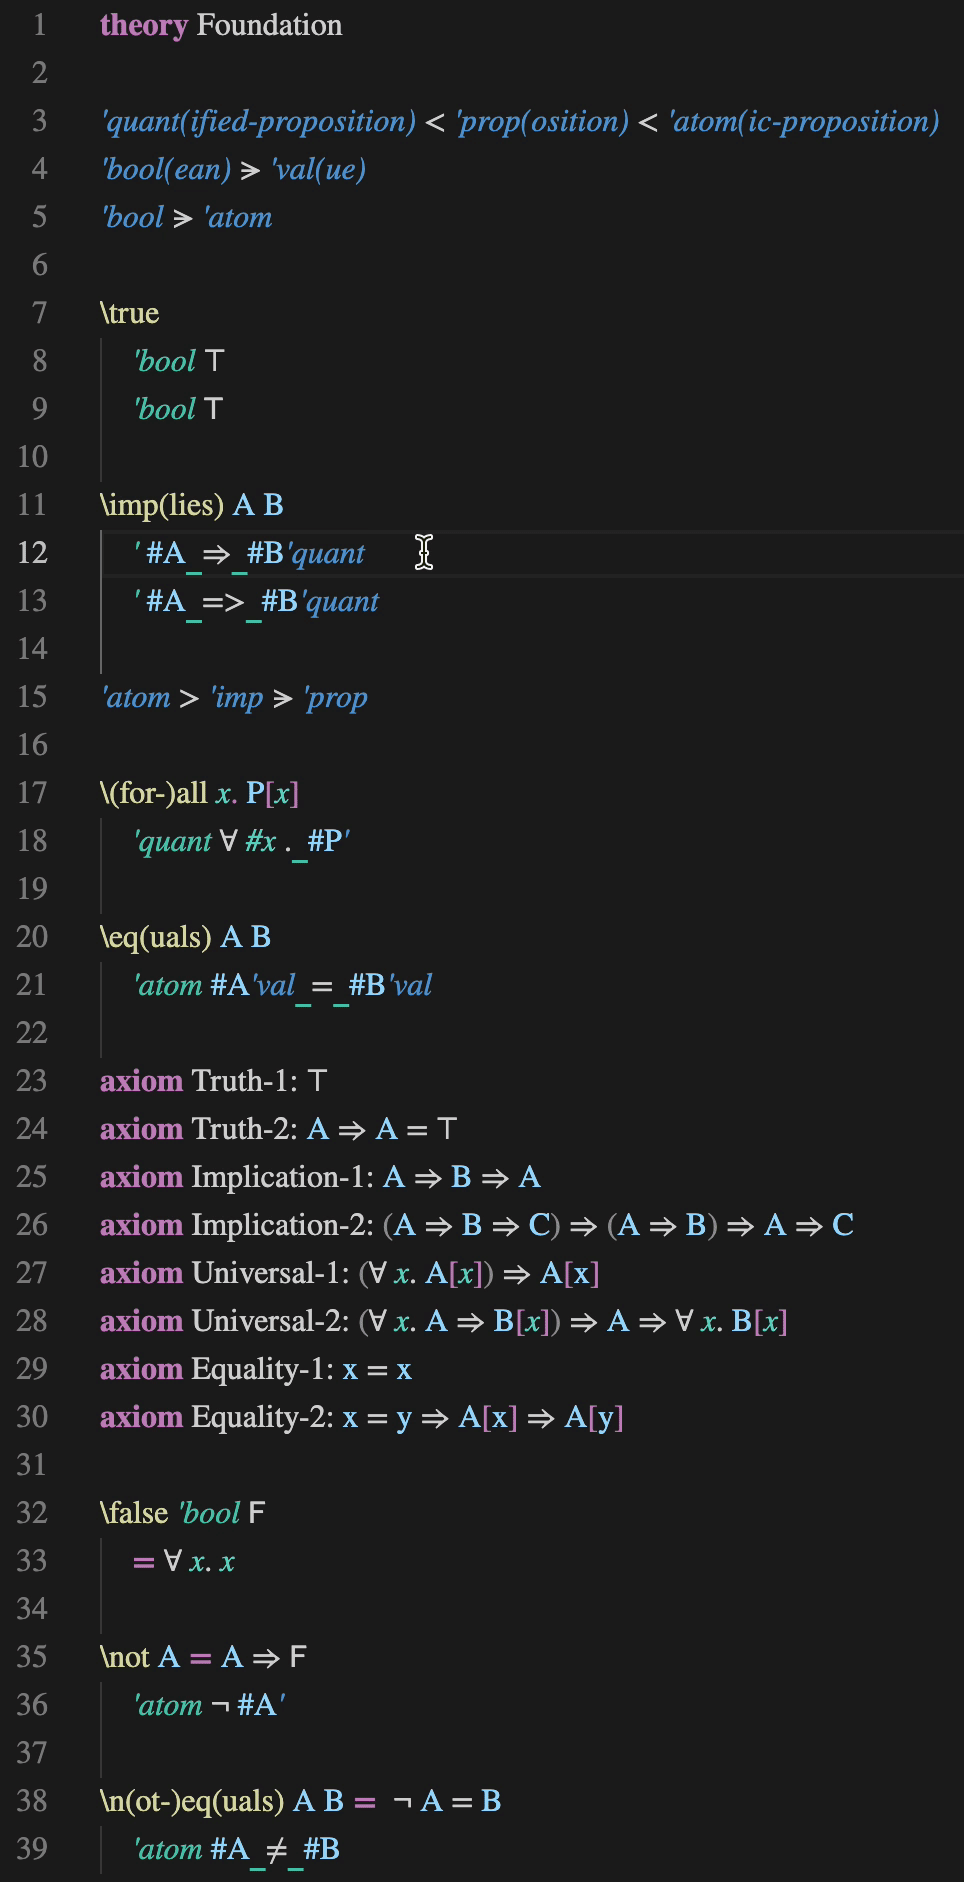 1 theory Foundation
2
3 'quant(ified-proposition) < 'prop(osition) < 'atom(ic-proposition)
4 'bool(ean) ⪖ 'val(ue)
5 'bool ⪖ 'atom
6
7 \true
8 'bool ⊤
9 'bool T
10
11 \imp(lies) A B
12 ' #A_⇒_#B'quant
13 ' #A_=>_#B'quant
14
15 'atom > 'imp ⪖ 'prop
16
17 \(for-)all x. P[x]
18 'quant ∀ #x ._#P'
19
20 \eq(uals) A B
21 'atom #A'val_=_#B'val
22
23 axiom Truth-1: ⊤
24 axiom Truth-2: A ⇒ A = ⊤
25 axiom Implication-1: A ⇒ B ⇒ A
26 axiom Implication-2: (A ⇒ B ⇒ C) ⇒ (A ⇒ B) ⇒ A ⇒ C
27 axiom Universal-1: (∀ x. A[x]) ⇒ A[x]
28 axiom Universal-2: (∀ x. A ⇒ B[x]) ⇒ A ⇒ ∀ x. B[x]
29 axiom Equality-1: x = x
30 axiom Equality-2: x = y ⇒ A[x] ⇒ A[y]
31
32 \false 'bool F
33 = ∀ x. x
34
35 \not A = A ⇒ F
36 'atom ¬ #A'
37
38 \n(ot-)eq(uals) A B = ¬ A = B
39 'atom #A_≠_#B